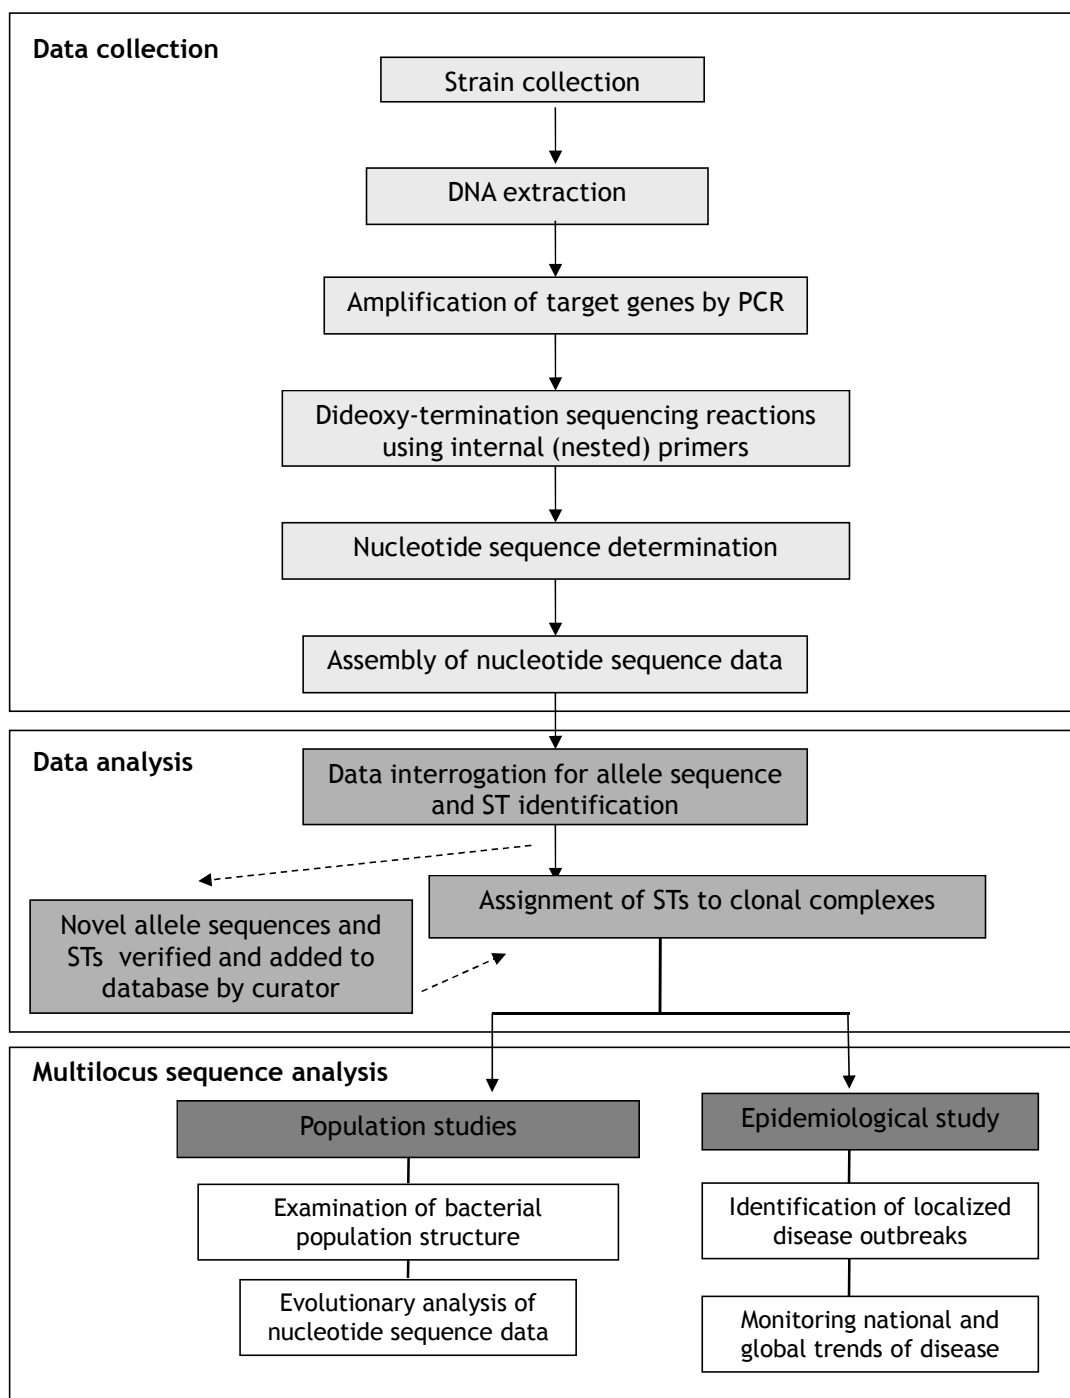 Data collection
Strain collection
DNA extraction
Amplification of target genes by PCR
Dideoxy-termination sequencing reactions
using internal (nested) primers
Nucleotide sequence determination
Assembly of nucleotide sequence data
Data analysis
Data interrogation for allele sequence
and ST identification
Assignment of STs to clonal complexes
Novel allele sequences and
STs verified and added to
database by curator
Multilocus sequence analysis
Population studies
Examination of bacterial
population structure
Evolutionary analysis of
nucleotide sequence data
Epidemiological study
Identification of localized
disease outbreaks
Monitoring national and
global trends of disease